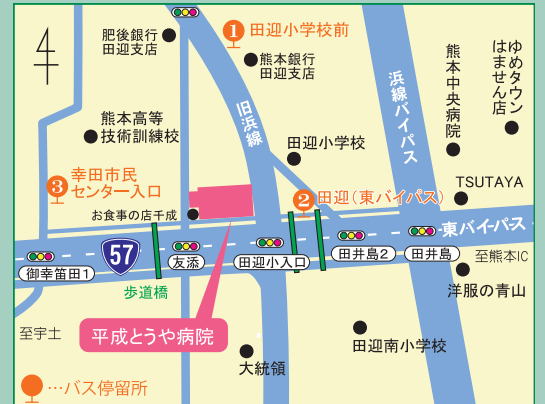 肥後銀行
田迎支店
1
田迎小学校前
熊本銀行
田迎支店
旧浜線
浜線バイパス
熊本中央病院
ゆめタウン
はません店
熊本高等
技術訓練校
田迎小学校
3
幸田市民
センター入口
2
田迎(東バイパス)
TSUTAYA
お食事の店千成
東バイパス
57
御幸笛田1
友添
田迎小入口
田井島2
田井島
至熊本IC
歩道橋
洋服の青山
至宇土
平成とうや病院
田迎南小学校
大統領
…バス停留所